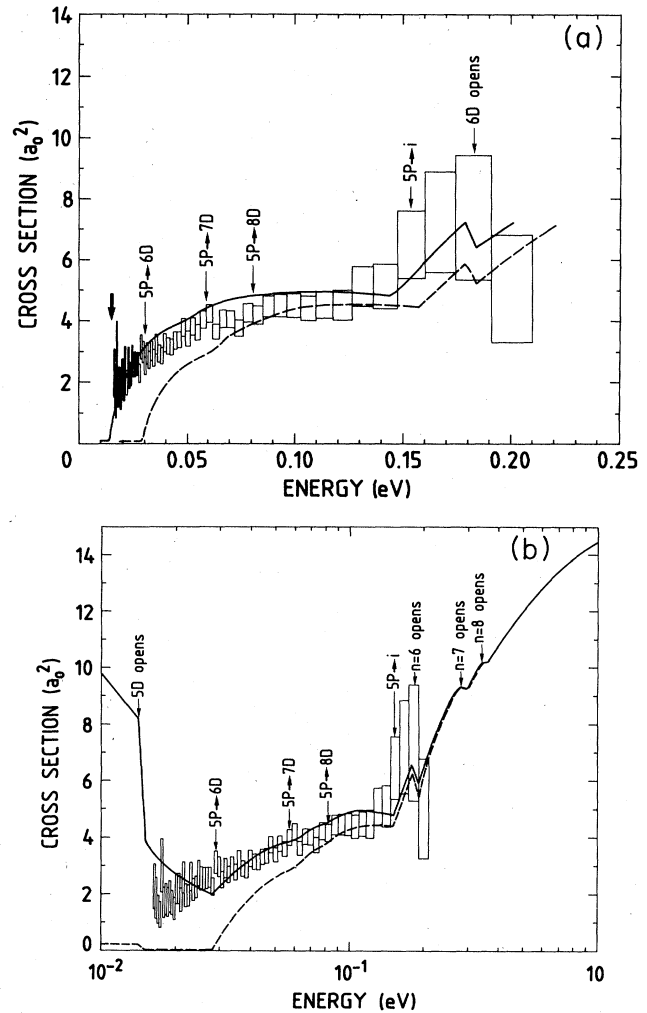 14
12
10
8
6
4
2
CROSS SECTION (a₀²)
(a)
5P→6D
5P→7D
5P→8D
5P→i
6D opens
0 0.05 0.10 0.15 0.20 0.25
ENERGY (eV)
14
12
10
8
6
4
2
0
CROSS SECTION (a₀²)
(b)
5D opens
5P→6D
5P→7D
5P→8D
5P→i
n=6 opens
n=7 opens
n=8 opens
10⁻² 10⁻¹ 10
ENERGY (eV)